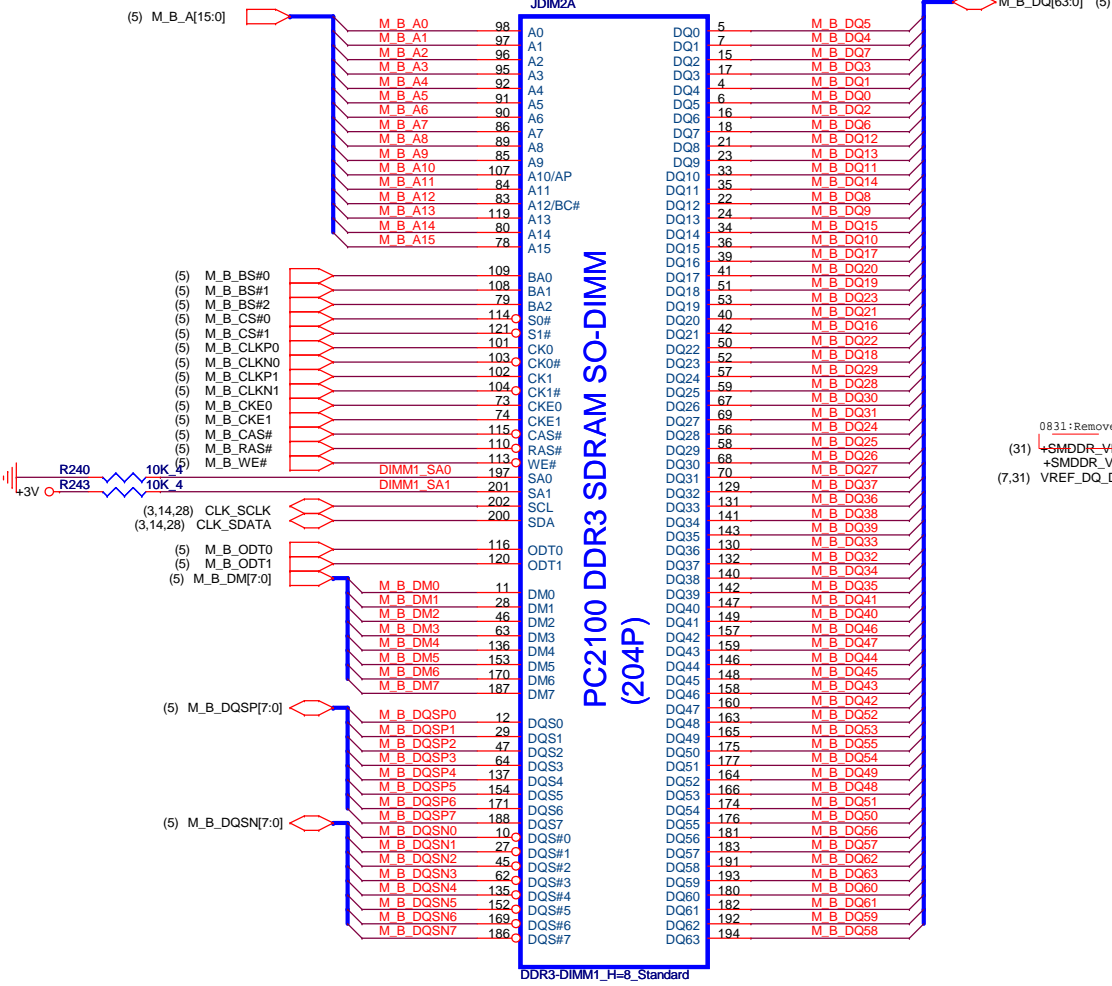 JDIM2A
(5) M_B_A[15:0]
M_B_A0 98 A0
M_B_A1 97 A1
M_B_A2 96 A2
M_B_A3 95 A3
M_B_A4 92 A4
M_B_A5 91 A5
M_B_A6 90 A6
M_B_A7 86 A7
M_B_A8 89 A8
M_B_A9 85 A9
M_B_A10 107 A10/AP
M_B_A11 84 A11
M_B_A12 83 A12/BC#
M_B_A13 119 A13
M_B_A14 80 A14
M_B_A15 78 A15
(5) M_B_BS#0 109 BA0
(5) M_B_BS#1 108 BA1
(5) M_B_BS#2 79 BA2
(5) M_B_CS#0 114 S0#
(5) M_B_CS#1 121 S1#
(5) M_B_CLKP0 101 CK0
(5) M_B_CLKN0 103 CK0#
(5) M_B_CLKP1 102 CK1
(5) M_B_CLKN1 104 CK1#
(5) M_B_CKE0 73 CKE0
(5) M_B_CKE1 74 CKE1
(5) M_B_CAS# 115 CAS#
(5) M_B_RAS# 110 RAS#
(5) M_B_WE# 113 WE#
R240 10K_4 DIMM1_SA0 197 SA0
+3V R243 10K_4 DIMM1_SA1 201 SA1
(3,14,28) CLK_SCLK 202 SCL
(3,14,28) CLK_SDATA 200 SDA
(5) M_B_ODT0 116 ODT0
(5) M_B_ODT1 120 ODT1
(5) M_B_DM[7:0]
M_B_DM0 11 DM0
M_B_DM1 28 DM1
M_B_DM2 46 DM2
M_B_DM3 63 DM3
M_B_DM4 136 DM4
M_B_DM5 153 DM5
M_B_DM6 170 DM6
M_B_DM7 187 DM7
(5) M_B_DQSP[7:0]
M_B_DQSP0 12 DQS0
M_B_DQSP1 29 DQS1
M_B_DQSP2 47 DQS2
M_B_DQSP3 64 DQS3
M_B_DQSP4 137 DQS4
M_B_DQSP5 154 DQS5
M_B_DQSP6 171 DQS6
M_B_DQSP7 188 DQS7
(5) M_B_DQSN[7:0]
M_B_DQSN0 10 DQS#0
M_B_DQSN1 27 DQS#1
M_B_DQSN2 45 DQS#2
M_B_DQSN3 62 DQS#3
M_B_DQSN4 135 DQS#4
M_B_DQSN5 152 DQS#5
M_B_DQSN6 169 DQS#6
M_B_DQSN7 186 DQS#7
PC2100 DDR3 SDRAM SO-DIMM
(204P)
M_B_DQ[63:0] (5)
DQ0 5 M_B_DQ5
DQ1 7 M_B_DQ4
DQ2 15 M_B_DQ7
DQ3 17 M_B_DQ3
DQ4 4 M_B_DQ1
DQ5 6 M_B_DQ0
DQ6 16 M_B_DQ2
DQ7 18 M_B_DQ6
DQ8 21 M_B_DQ12
DQ9 23 M_B_DQ13
DQ10 33 M_B_DQ11
DQ11 35 M_B_DQ14
DQ12 22 M_B_DQ8
DQ13 24 M_B_DQ9
DQ14 34 M_B_DQ15
DQ15 36 M_B_DQ10
DQ16 39 M_B_DQ17
DQ17 41 M_B_DQ20
DQ18 51 M_B_DQ19
DQ19 53 M_B_DQ23
DQ20 40 M_B_DQ21
DQ21 42 M_B_DQ16
DQ22 50 M_B_DQ22
DQ23 52 M_B_DQ18
DQ24 57 M_B_DQ29
DQ25 59 M_B_DQ28
DQ26 67 M_B_DQ30
DQ27 69 M_B_DQ31
DQ28 56 M_B_DQ24
DQ29 58 M_B_DQ25
DQ30 68 M_B_DQ26
DQ31 70 M_B_DQ27
DQ32 129 M_B_DQ37
DQ33 131 M_B_DQ36
DQ34 141 M_B_DQ38
DQ35 143 M_B_DQ39
DQ36 130 M_B_DQ33
DQ37 132 M_B_DQ32
DQ38 140 M_B_DQ34
DQ39 142 M_B_DQ35
DQ40 147 M_B_DQ41
DQ41 149 M_B_DQ40
DQ42 157 M_B_DQ46
DQ43 159 M_B_DQ47
DQ44 146 M_B_DQ44
DQ45 148 M_B_DQ45
DQ46 158 M_B_DQ43
DQ47 160 M_B_DQ42
DQ48 163 M_B_DQ52
DQ49 165 M_B_DQ53
DQ50 175 M_B_DQ55
DQ51 177 M_B_DQ54
DQ52 164 M_B_DQ49
DQ53 166 M_B_DQ48
DQ54 174 M_B_DQ51
DQ55 176 M_B_DQ50
DQ56 181 M_B_DQ56
DQ57 183 M_B_DQ57
DQ58 191 M_B_DQ62
DQ59 193 M_B_DQ63
DQ60 180 M_B_DQ60
DQ61 182 M_B_DQ61
DQ62 192 M_B_DQ59
DQ63 194 M_B_DQ58
DDR3-DIMM1_H=8_Standard
0831:Remove
(31) +SMDDR_V
+SMDDR_V
(7,31) VREF_DQ_D